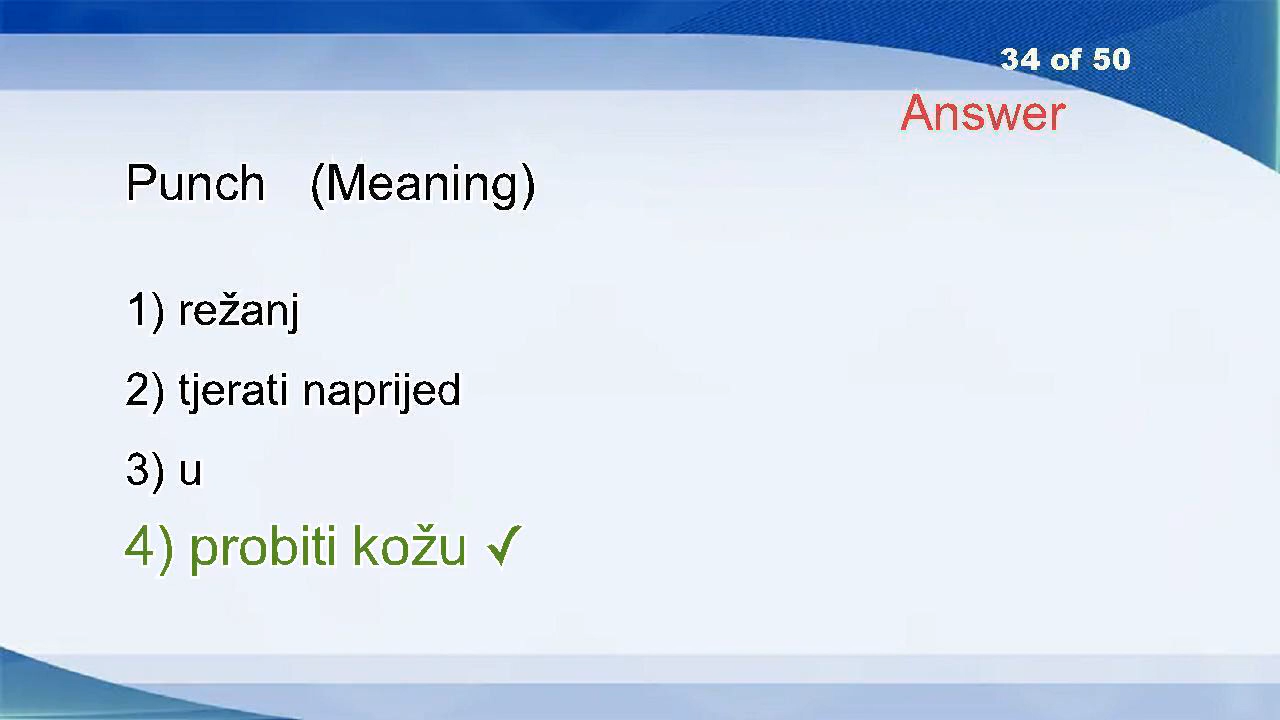 34 of 50
Answer
Punch (Meaning)
1) režanj
2) tjerati naprijed
3) u
4) probiti kožu ✓